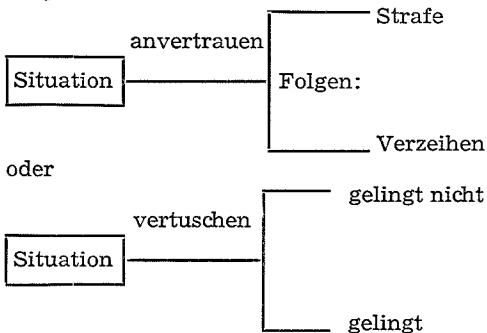 Strafe
anvertrauen
Situation
Folgen:
Verzeihen
oder
gelingt nicht
vertuschen
Situation
gelingt